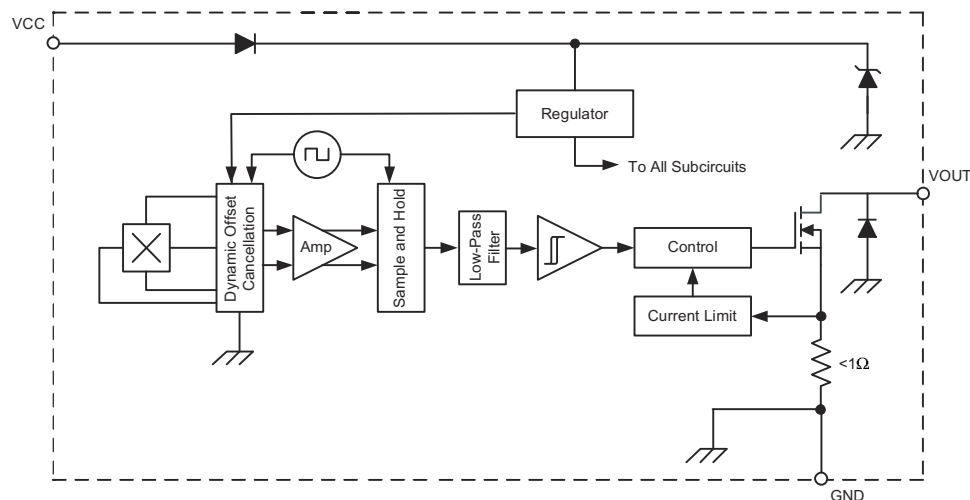 VCC
Regulator
To All Subcircuits
VOUT
Dynamic Offset
Cancellation
Amp
Sample and Hold
Low-Pass
Filter
Control
Current Limit
<1Ω
GND